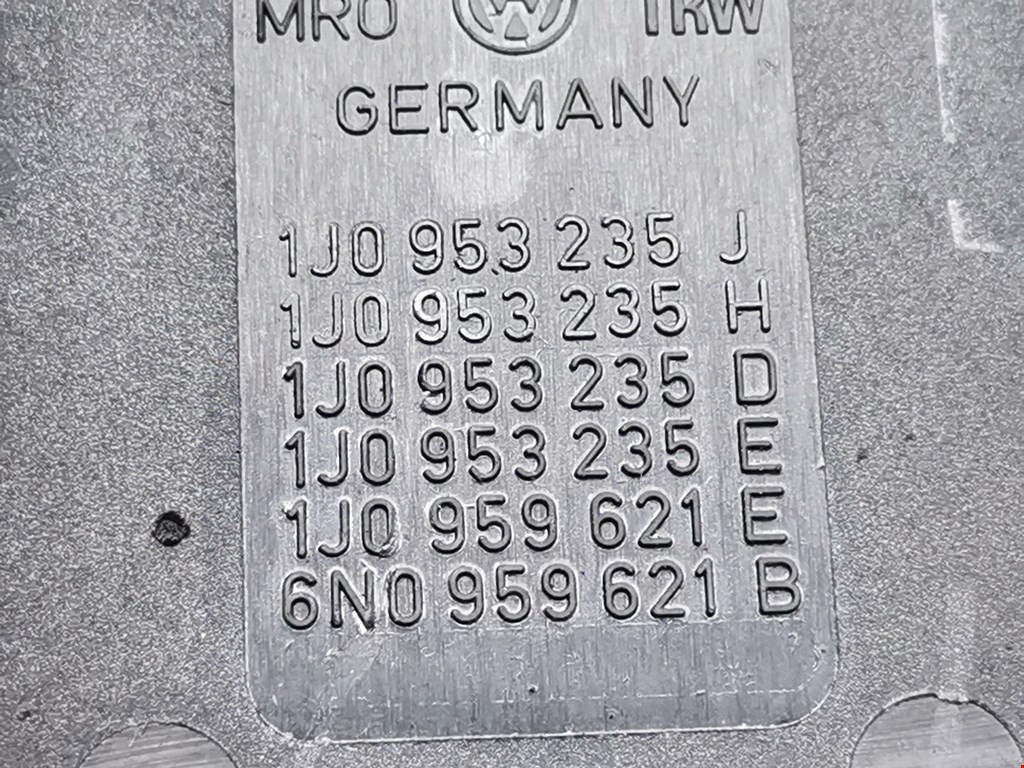 MRO VW TRW
GERMANY
1J0 953 235 J
1J0 953 235 H
1J0 953 235 D
1J0 953 235 E
1J0 959 621 E
6N0 959 621 B